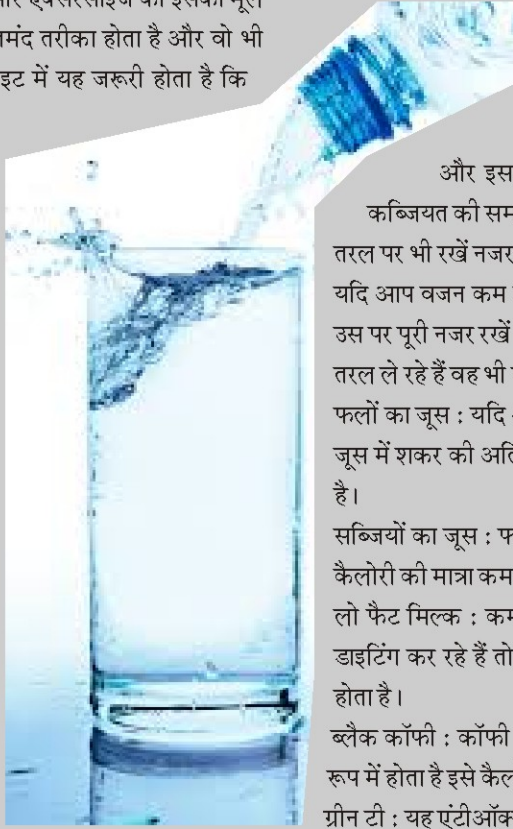 और एक्सरसाइज को इसका मूल
तमंद तरीका होता है और वो भी
इट में यह जरूरी होता है कि
और इस
कब्जियत की सम
तरल पर भी रखें नजर
यदि आप वजन कम
उस पर पूरी नजर रखें
तरल ले रहे हैं वह भी
फलों का जूस : यदि
जूस में शकर की अति
है।
सब्जियों का जूस : फ
कैलोरी की मात्रा कम
लो फैट मिल्क : कम
डाइटिंग कर रहे हैं तो
होता है।
ब्लैक कॉफी : कॉफी
रूप में होता है इसे कैल
ग्रीन टी : यह एंटीऑक्